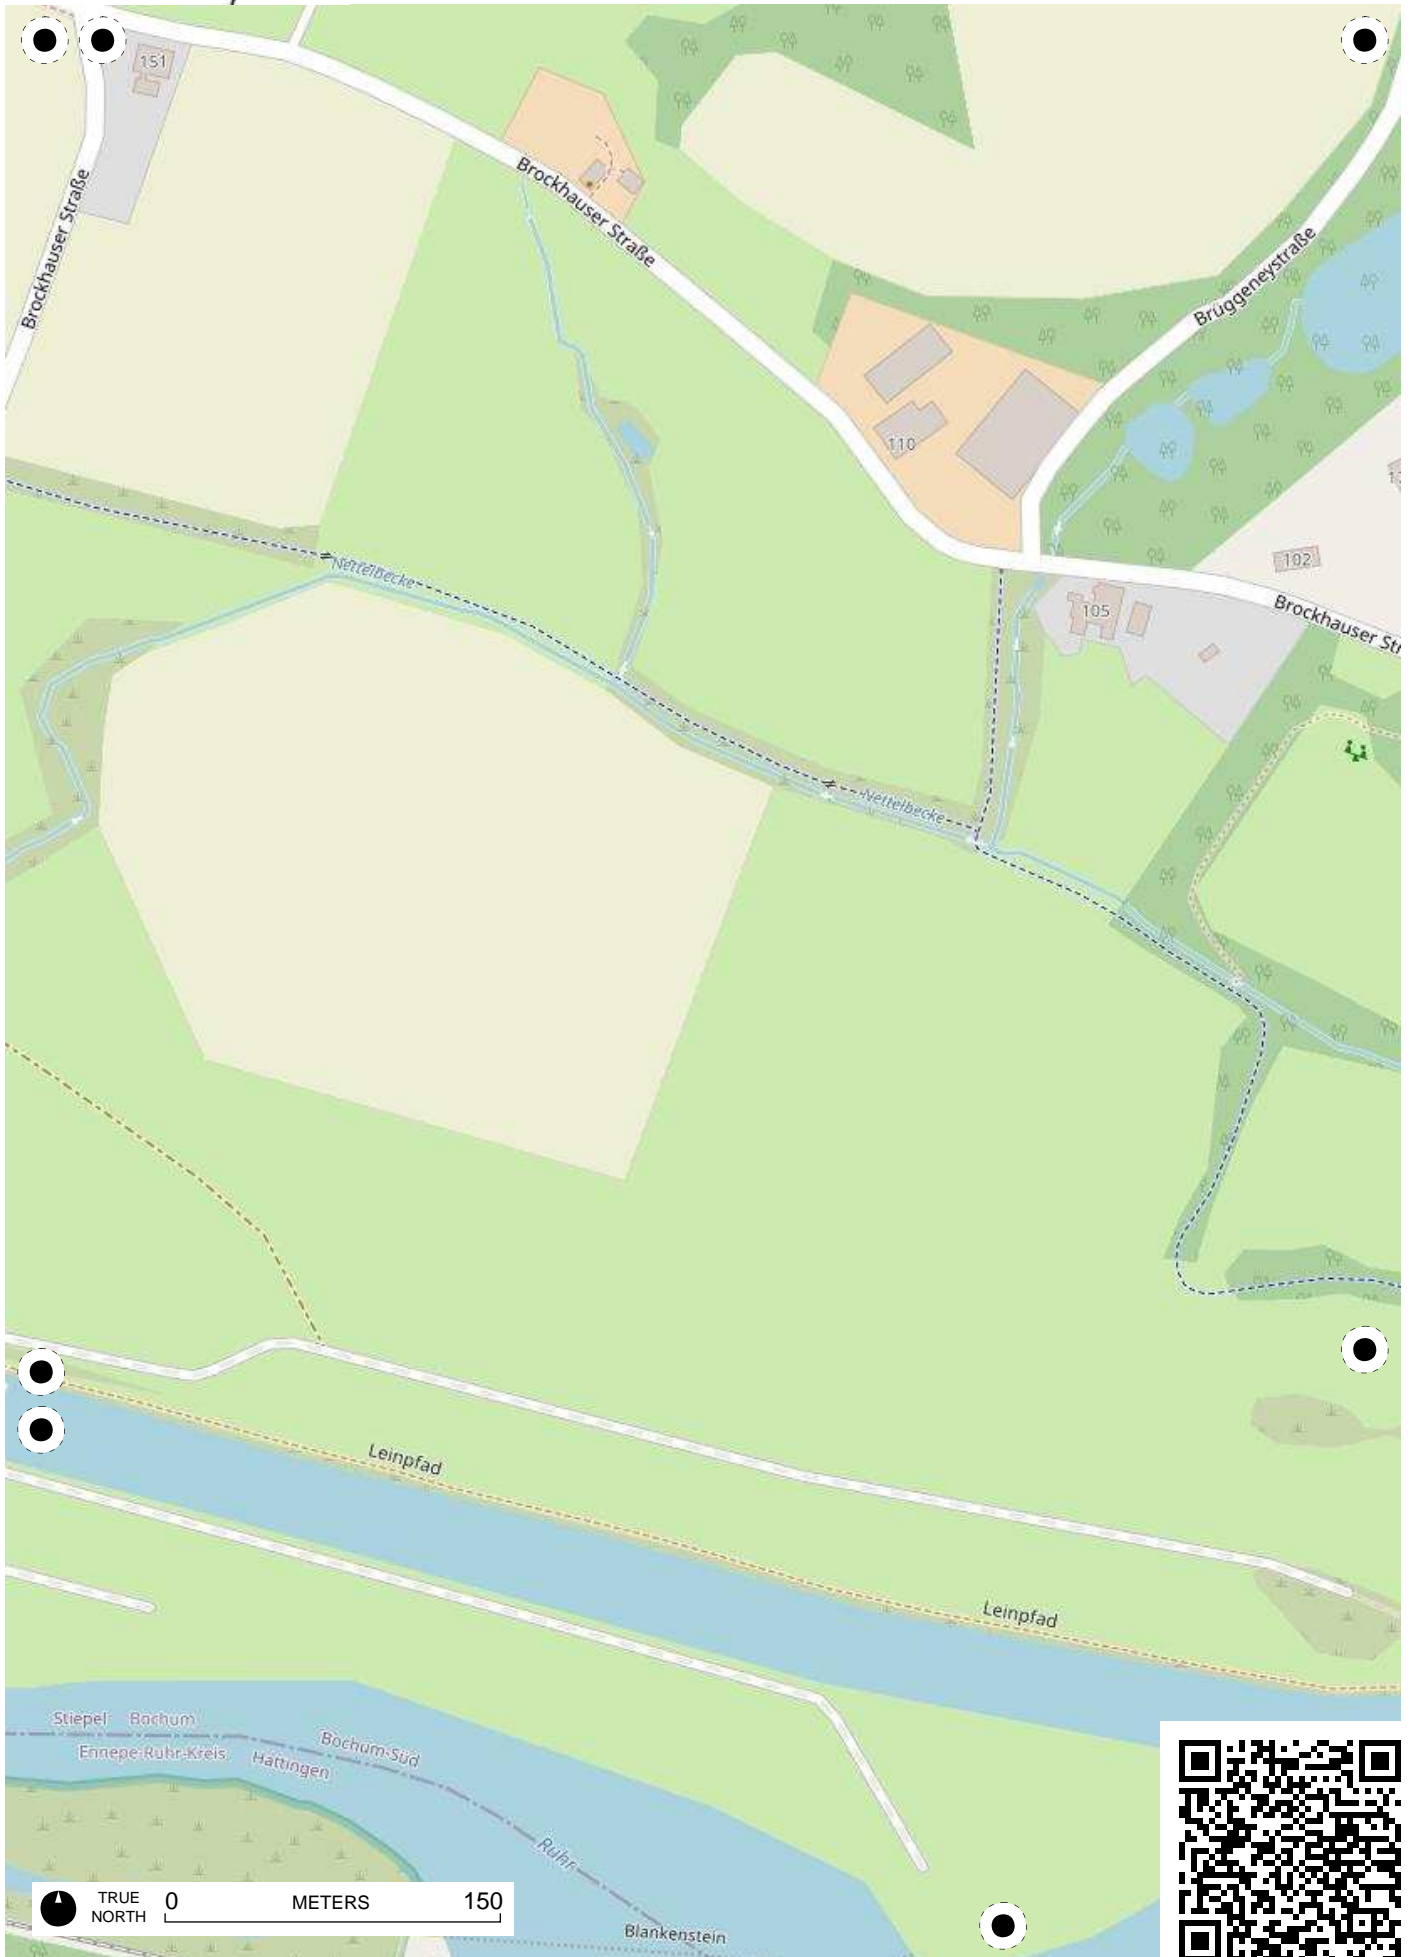 151
Brockhauser Straße
Brockhauser Straße
Brüggeneystraße
110
102
105
Brockhauser Str
Nettelbecke
Nettelbecke
Leinpfad
Leinpfad
Stiepel Bochum
Bochum-Süd
Ennepe-Ruhr-Kreis
Hattingen
Ruhr
Blankenstein
TRUE
NORTH
0 METERS 150